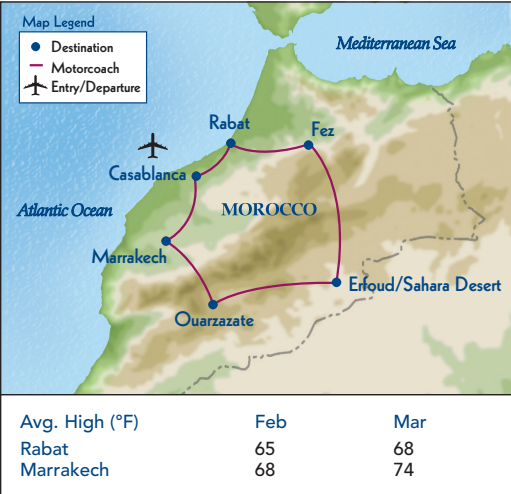 Map Legend
Destination
Motorcoach
Entry/Departure
Mediterranean Sea
Rabat
Fez
Casablanca
Atlantic Ocean
MOROCCO
Marrakech
Erfoud/Sahara Desert
Ouarzazate
Avg. High (°F) Feb Mar
Rabat 65 68
Marrakech 68 74